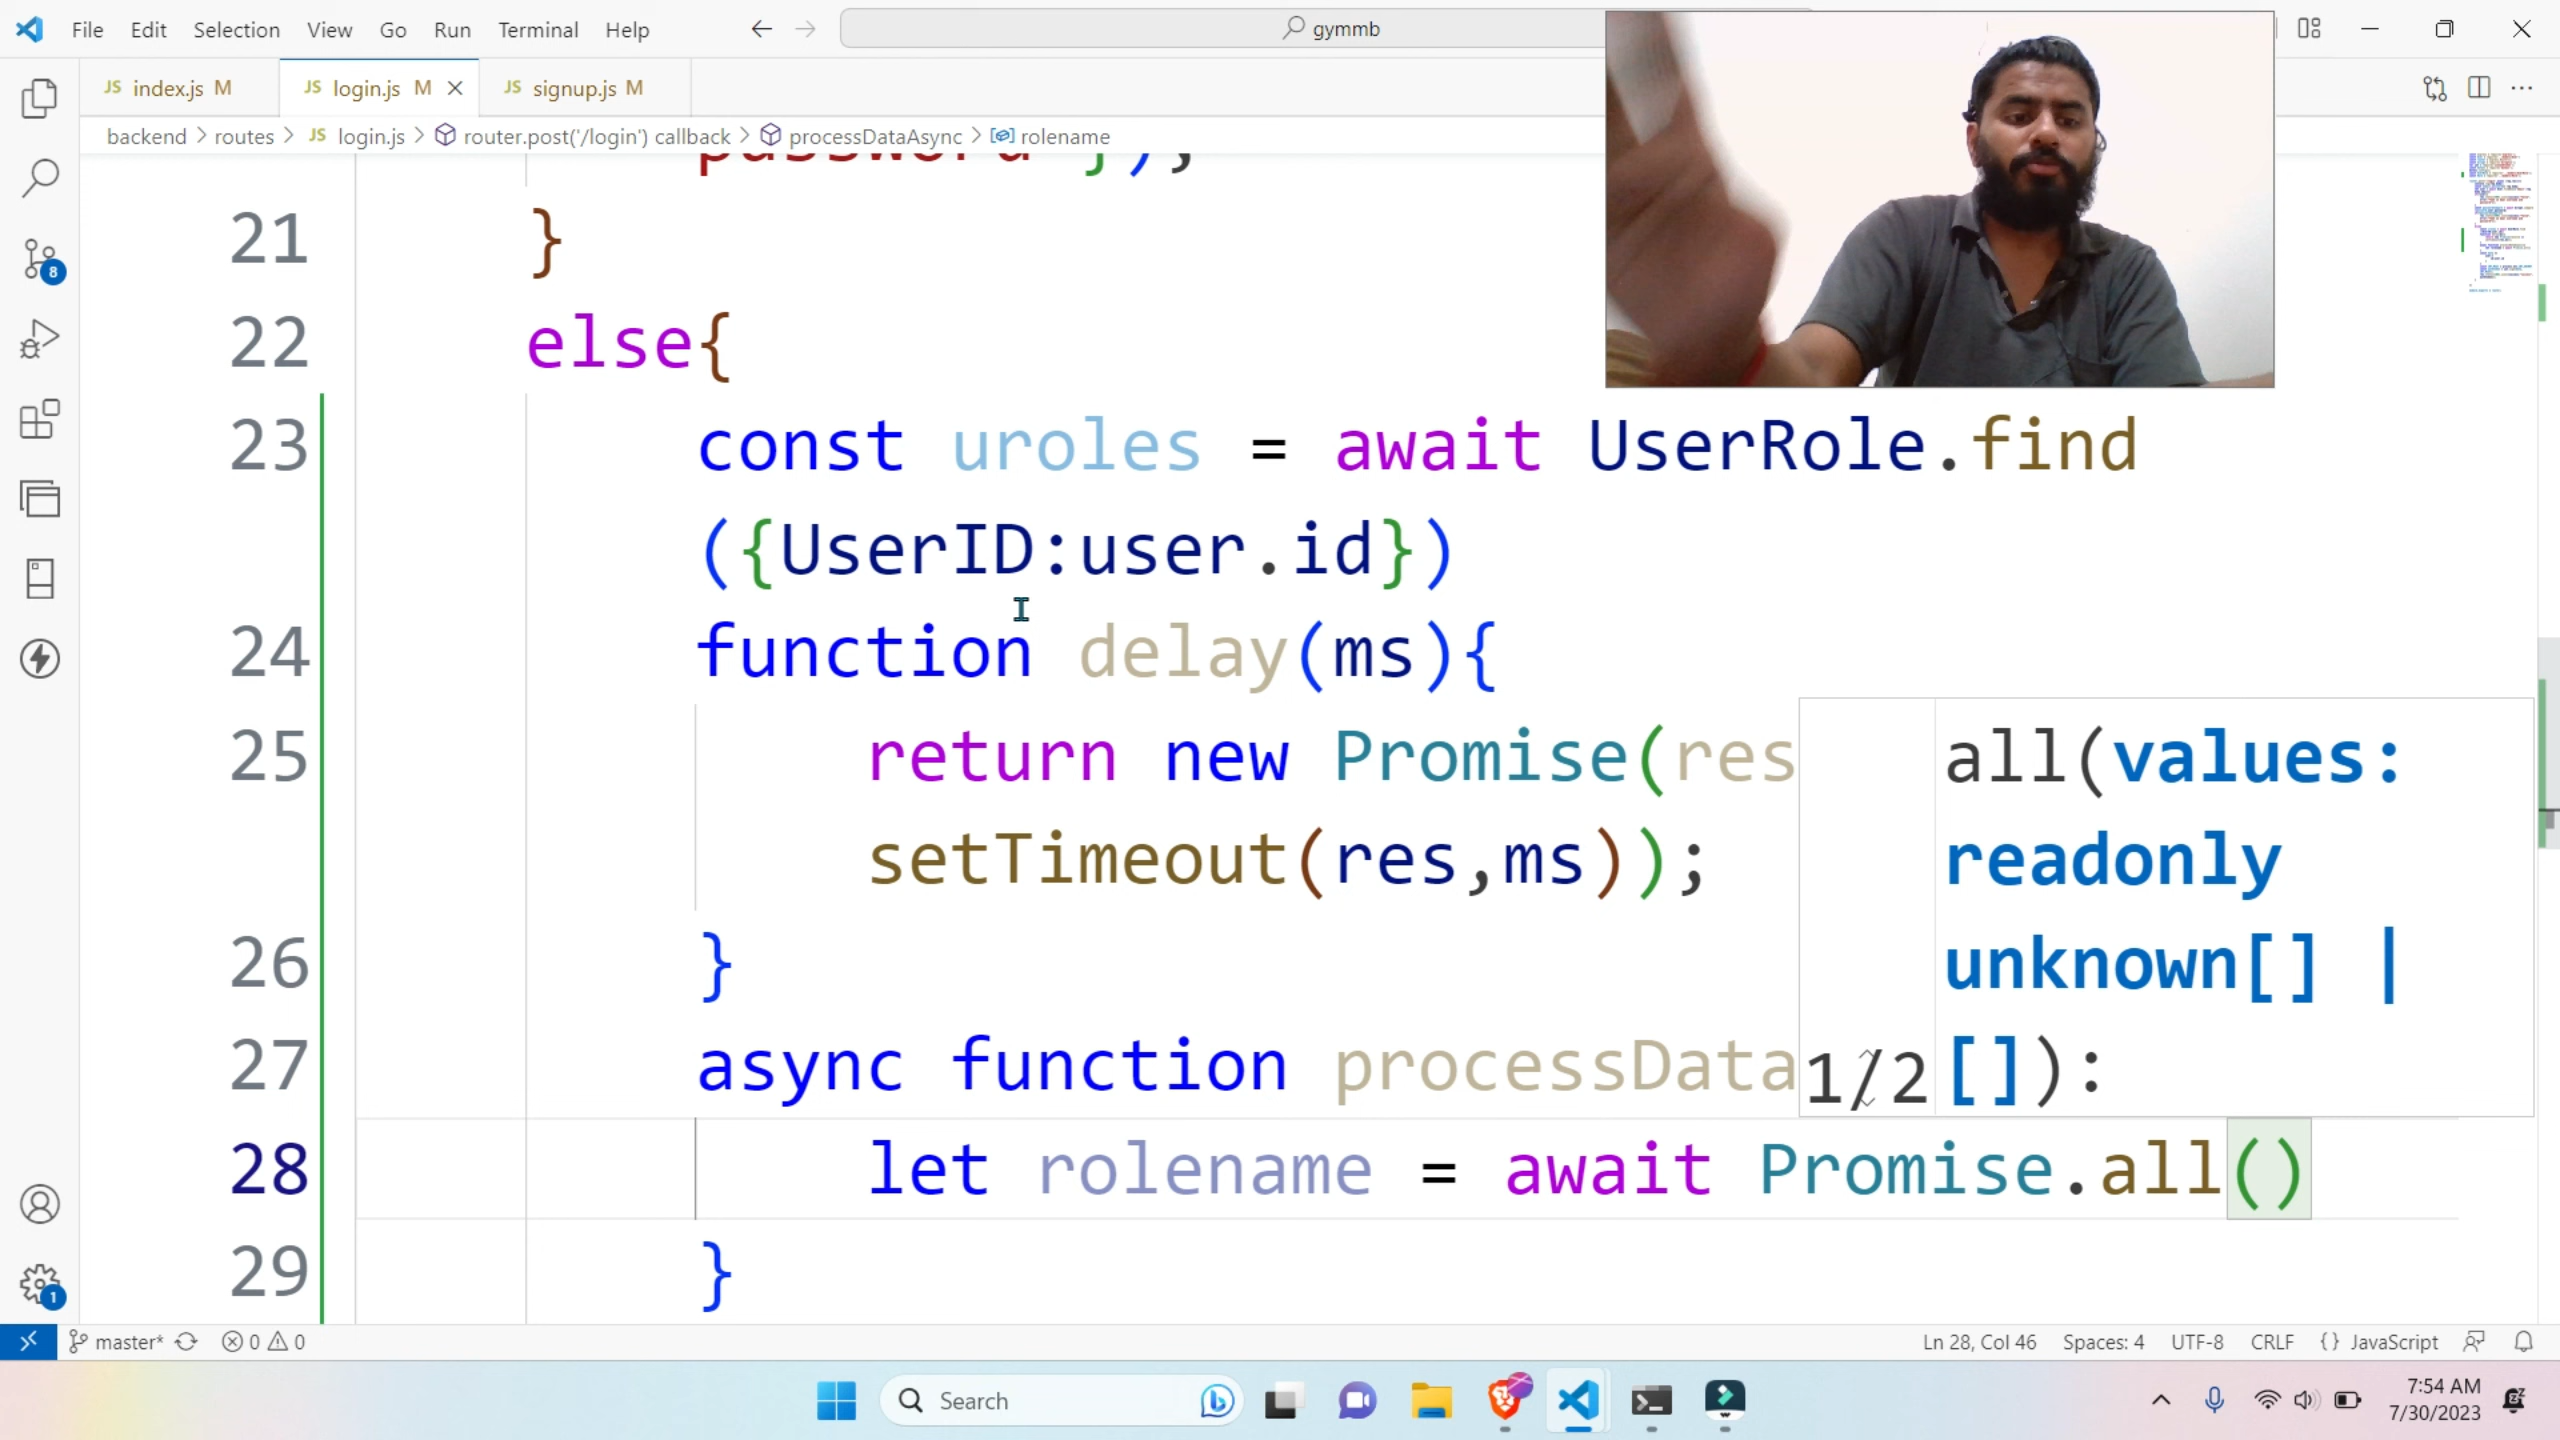 File Edit Selection View Go Run Terminal Help
gymmb
JS index.js M
JS login.js M
JS signup.js M
backend > routes > JS login.js > router.post('/login') callback > processDataAsync > rolename
password"});
21 }
22 else{
23 const uroles = await UserRole.find
({UserID:user.id})
24 function delay(ms){
25 return new Promise(res
setTimeout(res,ms));
26 }
27 async function processData
28 let rolename = await Promise.all()
29 }
all(values:
readonly
unknown[] |
1/2 []):
8
1
master* 0 0
Ln 28, Col 46 Spaces: 4 UTF-8 CRLF {} JavaScript
Search
7:54 AM
7/30/2023